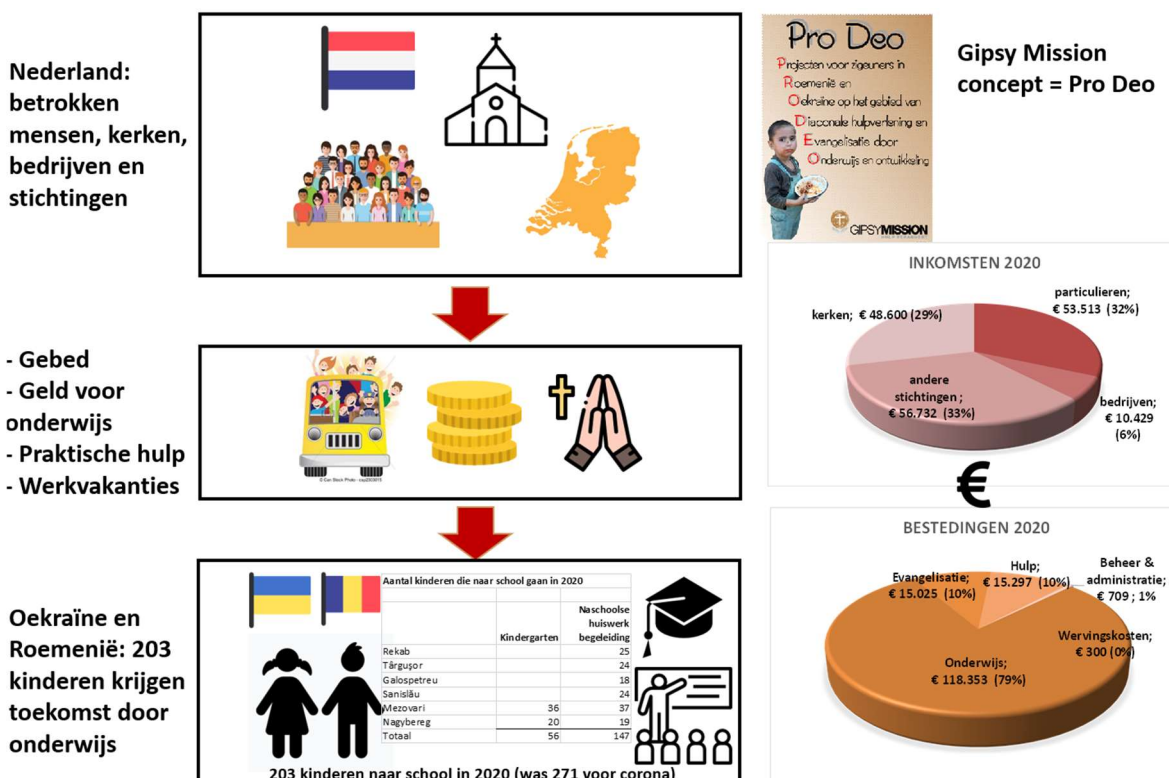 Nederland:
betrokken
mensen, kerken,
bedrijven en
stichtingen
Pro Deo
Projecten voor zigeuners in
Roemenië en
Oekraïne op het gebied van
Diaconale hulpverlening en
Evangelisatie door
Onderwijs en ontwikkeling
GIPSYMISSION
Gipsy Mission
concept = Pro Deo
- Gebed
- Geld voor
onderwijs
- Praktische hulp
- Werkvakanties
INKOMSTEN 2020
particulieren;
€ 53.513 (32%)
kerken; € 48.600 (29%)
andere
stichtingen ;
€ 56.732 (33%)
bedrijven;
€ 10.429
(6%)
€
Oekraïne en
Roemenië: 203
kinderen krijgen
toekomst door
onderwijs
Aantal kinderen die naar school gaan in 2020
Kindergarten Naschoolse
huiswerk
begeleiding
Rekab 25
Târgușor 24
Galospetreu 18
Sanislău 24
Mezovari 36 37
Nagybereg 20 19
Totaal 56 147
203 kinderen naar school in 2020 (was 271 voor corona)
BESTEDINGEN 2020
Evangelisatie;
€ 15.025 (10%)
Hulp;
€ 15.297 (10%)
Beheer &
administratie;
€ 709 ; 1%
Wervingskosten;
€ 300 (0%)
Onderwijs;
€ 118.353 (79%)